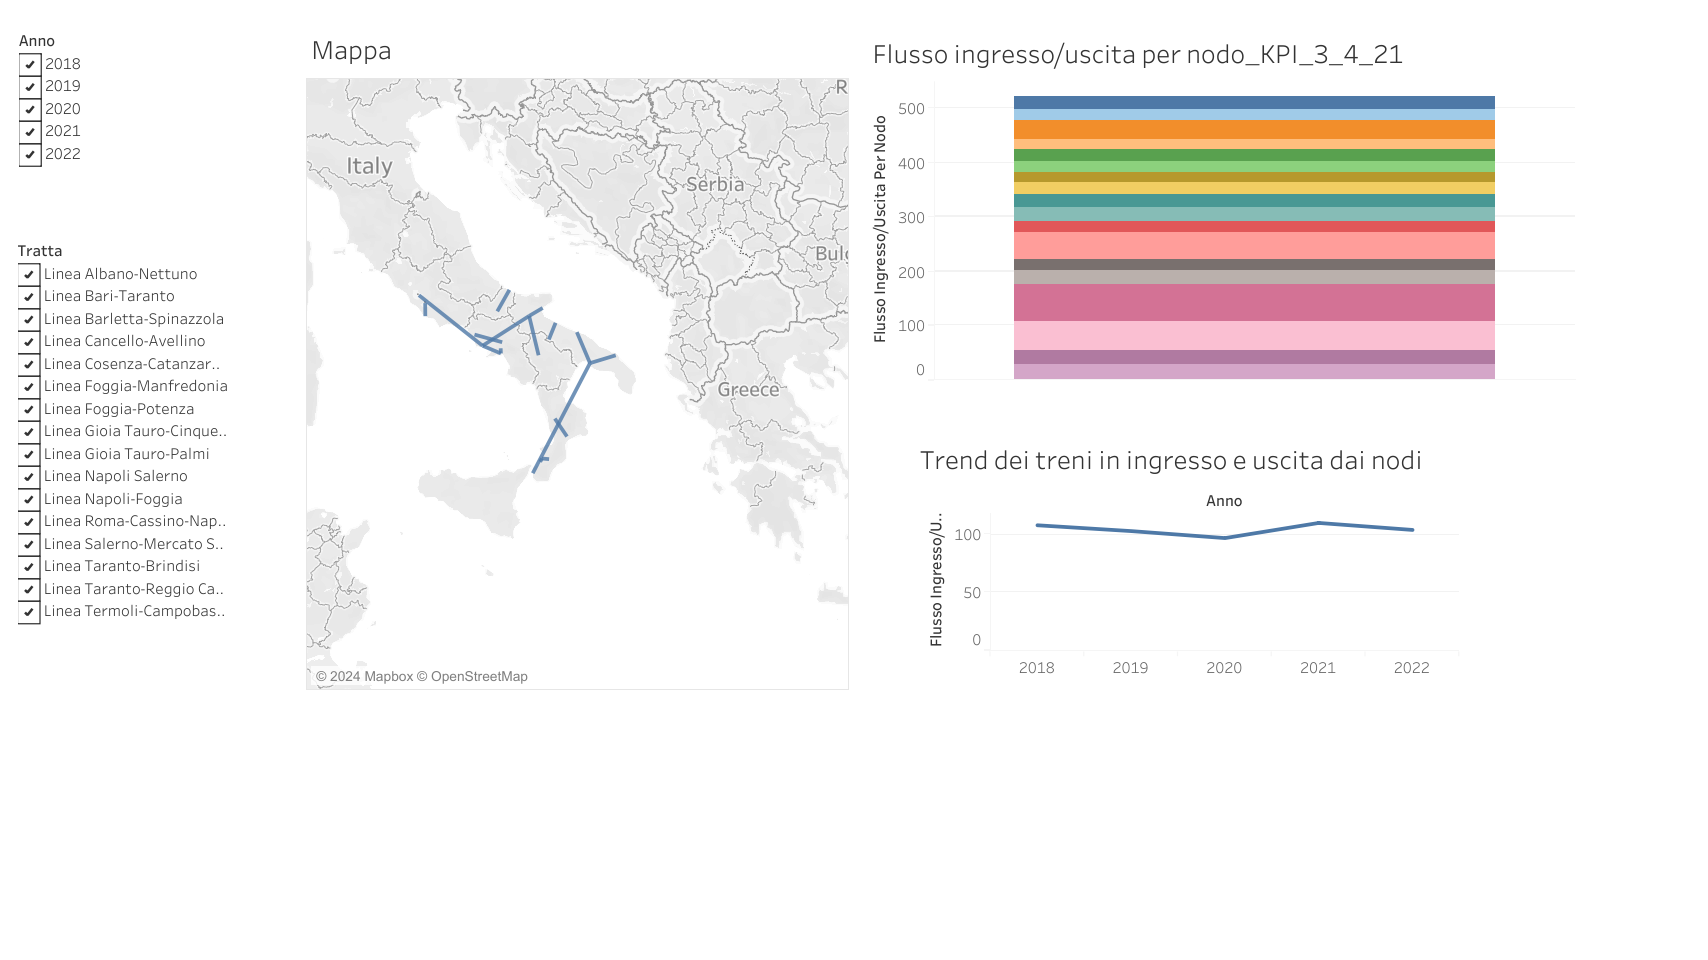 Anno
2018
2019
2020
2021
2022
Tratta
Linea Albano-Nettuno
Linea Bari-Taranto
Linea Barletta-Spinazzola
Linea Cancello-Avellino
Linea Cosenza-Catanzar..
Linea Foggia-Manfredonia
Linea Foggia-Potenza
Linea Gioia Tauro-Cinque..
Linea Gioia Tauro-Palmi
Linea Napoli Salerno
Linea Napoli-Foggia
Linea Roma-Cassino-Nap..
Linea Salerno-Mercato S..
Linea Taranto-Brindisi
Linea Taranto-Reggio Ca..
Linea Termoli-Campobas..
Mappa
R
Italy
Serbia
Bulg
Greece
© 2024 Mapbox © OpenStreetMap
Flusso ingresso/uscita per nodo_KPI_3_4_21
Flusso Ingresso/Uscita Per Nodo
500
400
300
200
100
0
Trend dei treni in ingresso e uscita dai nodi
Anno
Flusso Ingresso/U..
100
50
0
2018 2019 2020 2021 2022